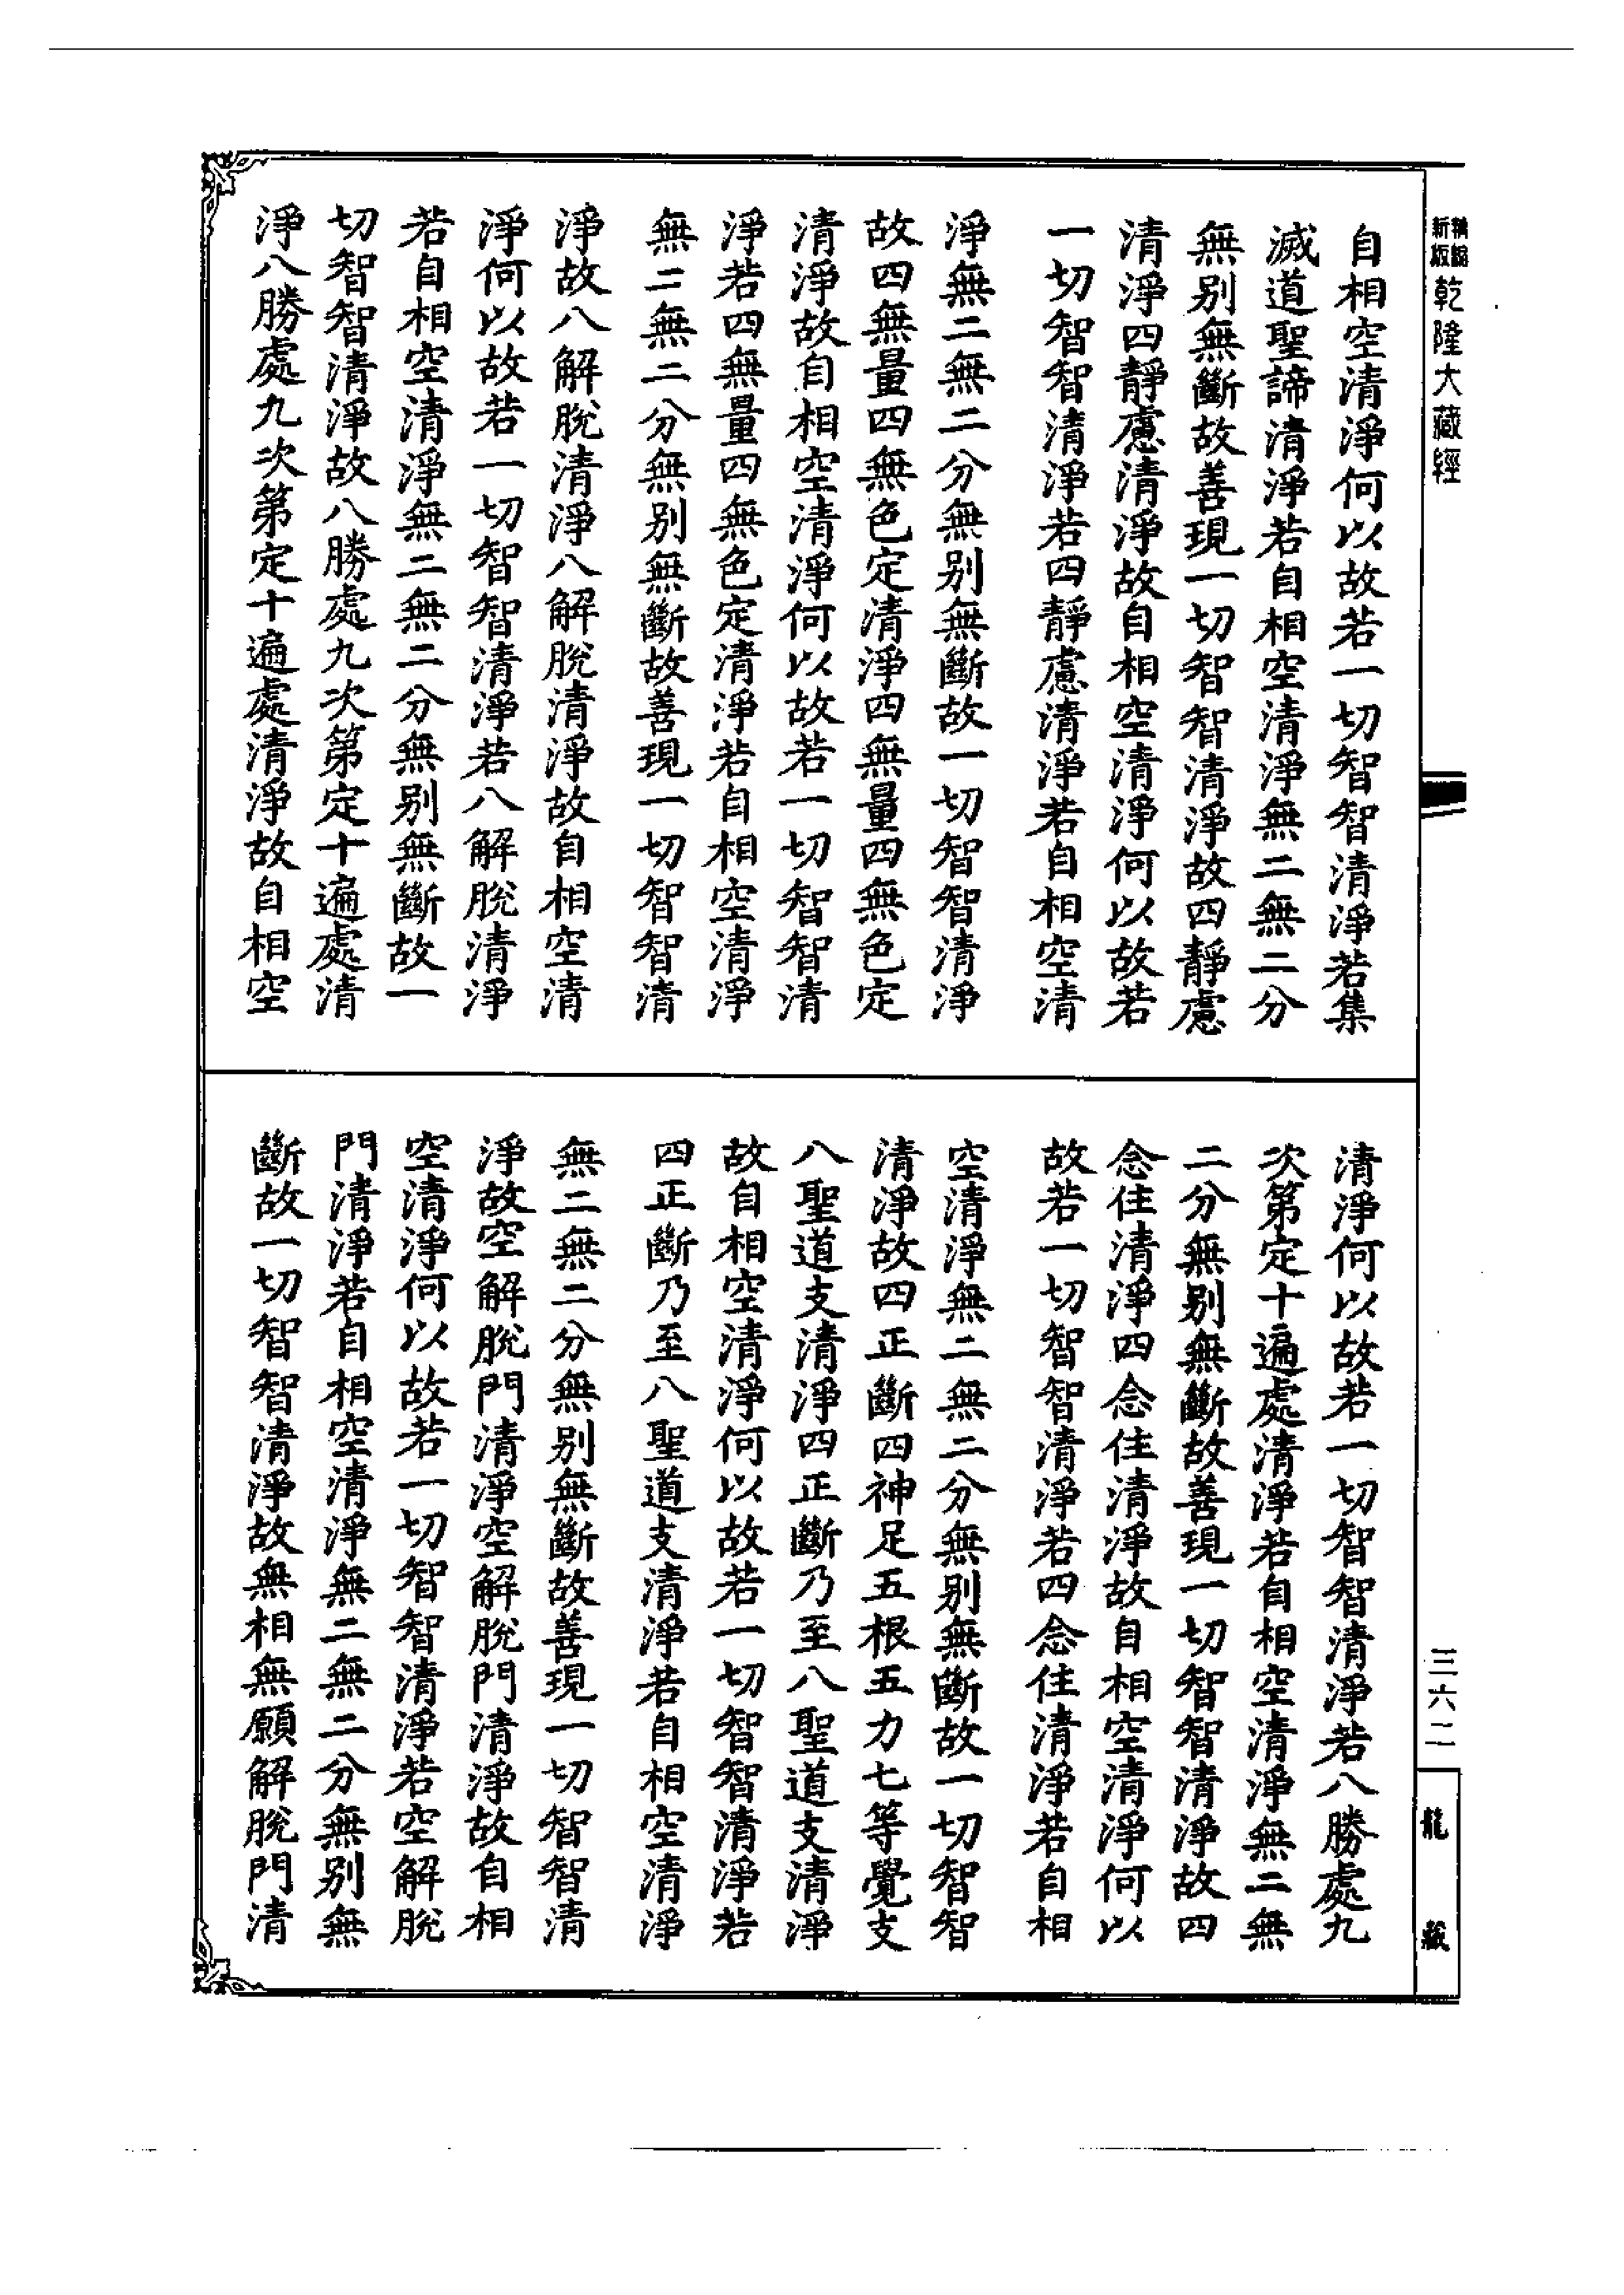 新版
乾隆大藏經
自相空清淨何以故若一切智智清淨若集
滅道聖諦清淨若自相空清淨無二無二分
無別無斷故善現一切智智清淨故四靜慮
清淨四靜慮清淨故自相空清淨何以故若
一切智智清淨若四靜慮清淨若自相空清
淨無二無二分無別無斷故一切智智清淨
故四無量四無色定清淨四無量四無色定
清淨故自相空清淨何以故若一切智智清
淨若四無量四無色定清淨若自相空清淨
無二無二分無別無斷故善現一切智智清
淨故八解脫清淨八解脫清淨故自相空清
淨何以故若一切智智清淨若八解脫清淨
若自相空清淨無二無二分無別無斷故一
切智智清淨故八勝處九次第定十遍處清
淨八勝處九次第定十遍處清淨故自相空
清淨何以故若一切智智清淨若八勝處九
次第定十遍處清淨若自相空清淨無二無
二分無別無斷故善現一切智智清淨故四
念住清淨四念住清淨故自相空清淨何以
故若一切智智清淨若四念住清淨若自相
空清淨無二無二分無別無斷故一切智智
清淨故四正斷四神足五根五力七等覺支
八聖道支清淨四正斷乃至八聖道支清淨
故自相空清淨何以故若一切智智清淨若
四正斷乃至八聖道支清淨若自相空清淨
無二無二分無別無斷故善現一切智智清
淨故空解脫門清淨空解脫門清淨故自相
空清淨何以故若一切智智清淨若空解脫
門清淨若自相空清淨無二無二分無別無
斷故一切智智清淨故無相無願解脫門清
三六二
龍藏